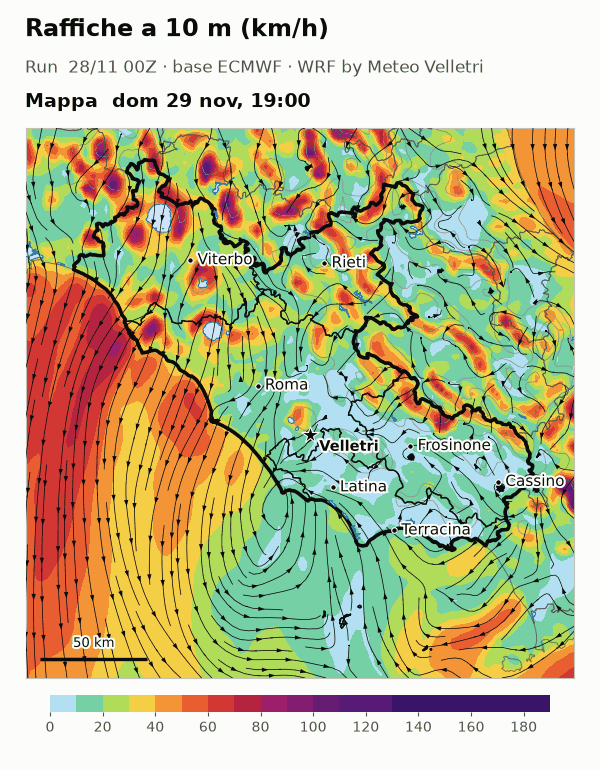 Raffiche a 10 m (km/h)
Run  28/11 00Z · base ECMWF · WRF by Meteo Velletri
Mappa  dom 29 nov, 19:00
Viterbo
Rieti
Roma
Velletri
Frosinone
Cassino
Latina
Terracina
50 km
0 20 40 60 80 100 120 140 160 180